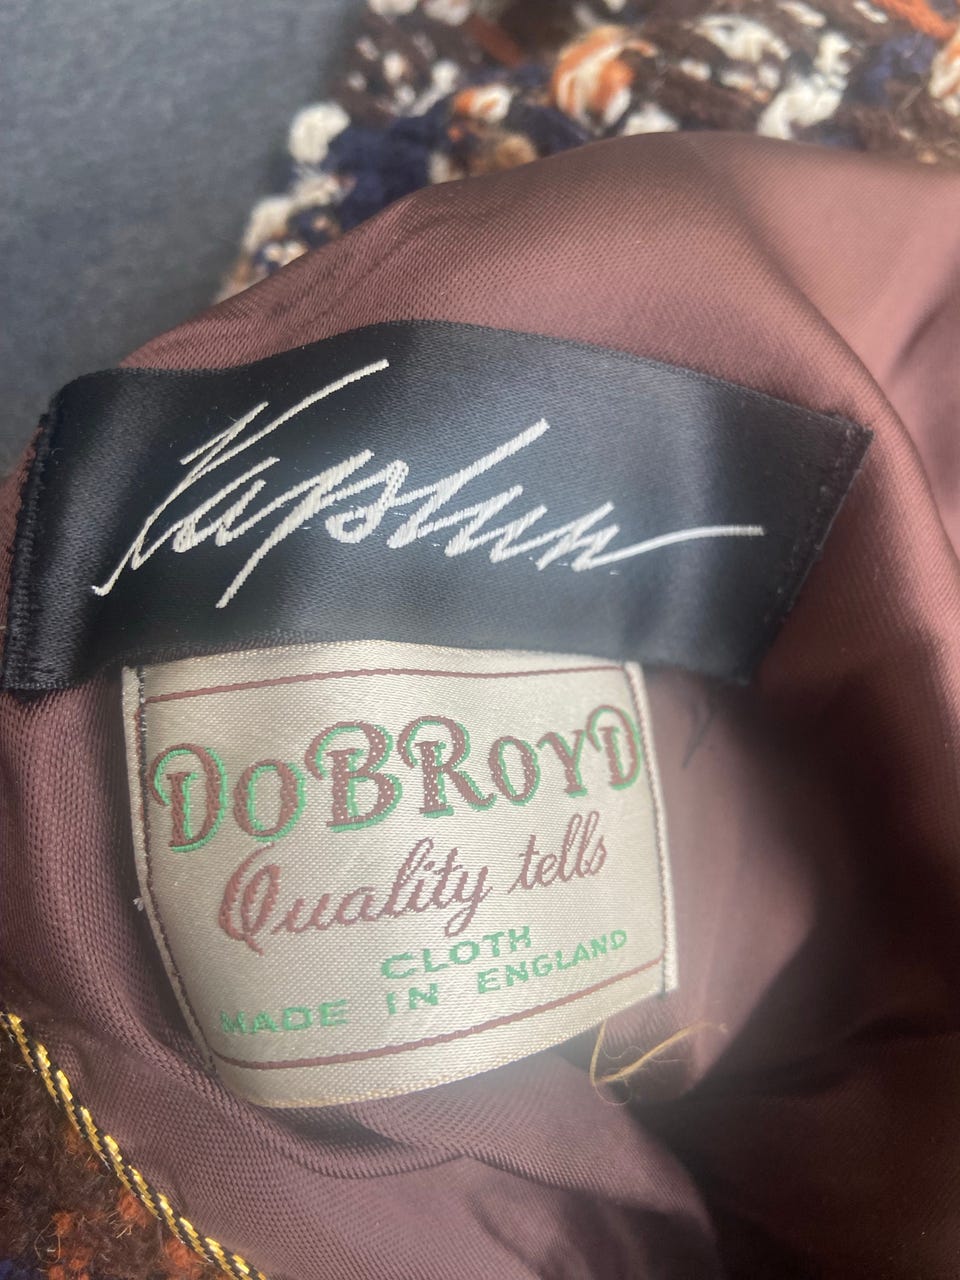 DOBROYD
Quality tells
CLOTH
MADE IN ENGLAND